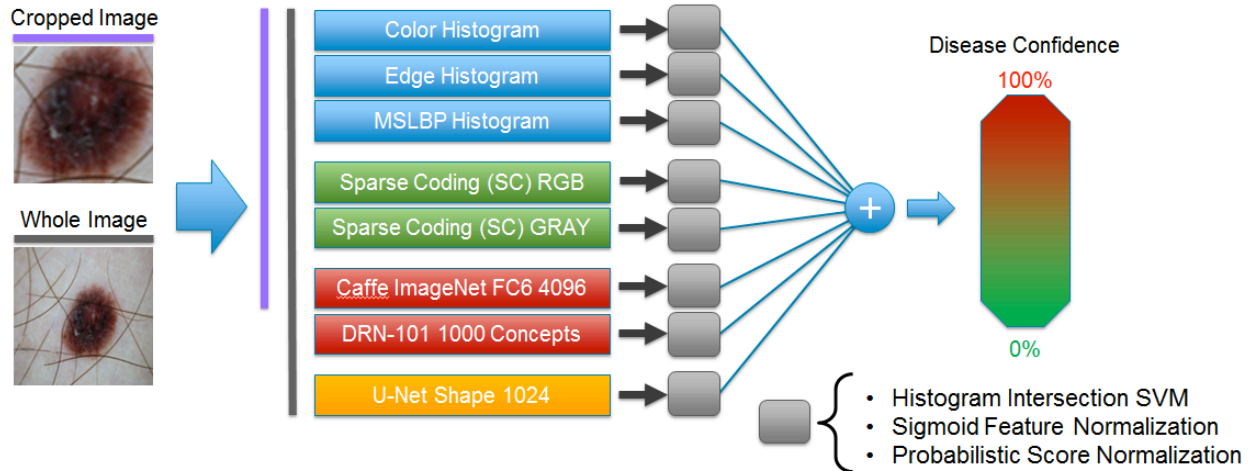 Cropped Image
Whole Image
Color Histogram
Edge Histogram
MSLBP Histogram
Sparse Coding (SC) RGB
Sparse Coding (SC) GRAY
Caffe ImageNet FC6 4096
DRN-101 1000 Concepts
U-Net Shape 1024
+
Disease Confidence
100%
0%
• Histogram Intersection SVM
• Sigmoid Feature Normalization
• Probabilistic Score Normalization